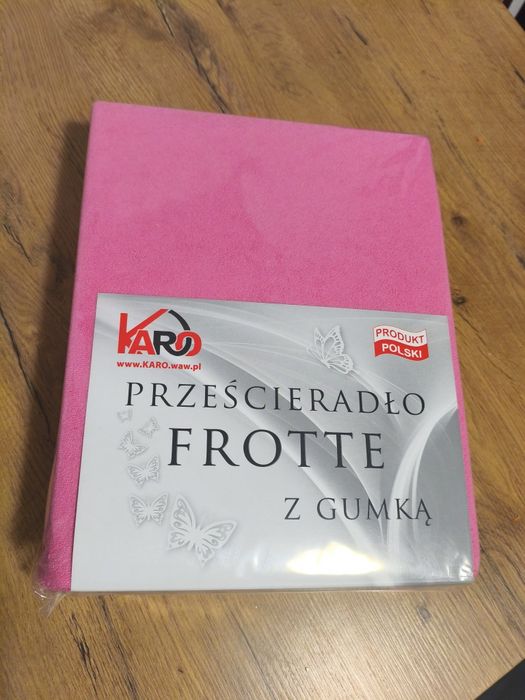 KARO
www.KARO.waw.pl
PRODUKT
POLSKI
PRZEŚCIERADŁO
FROTTE
Z GUMKĄ